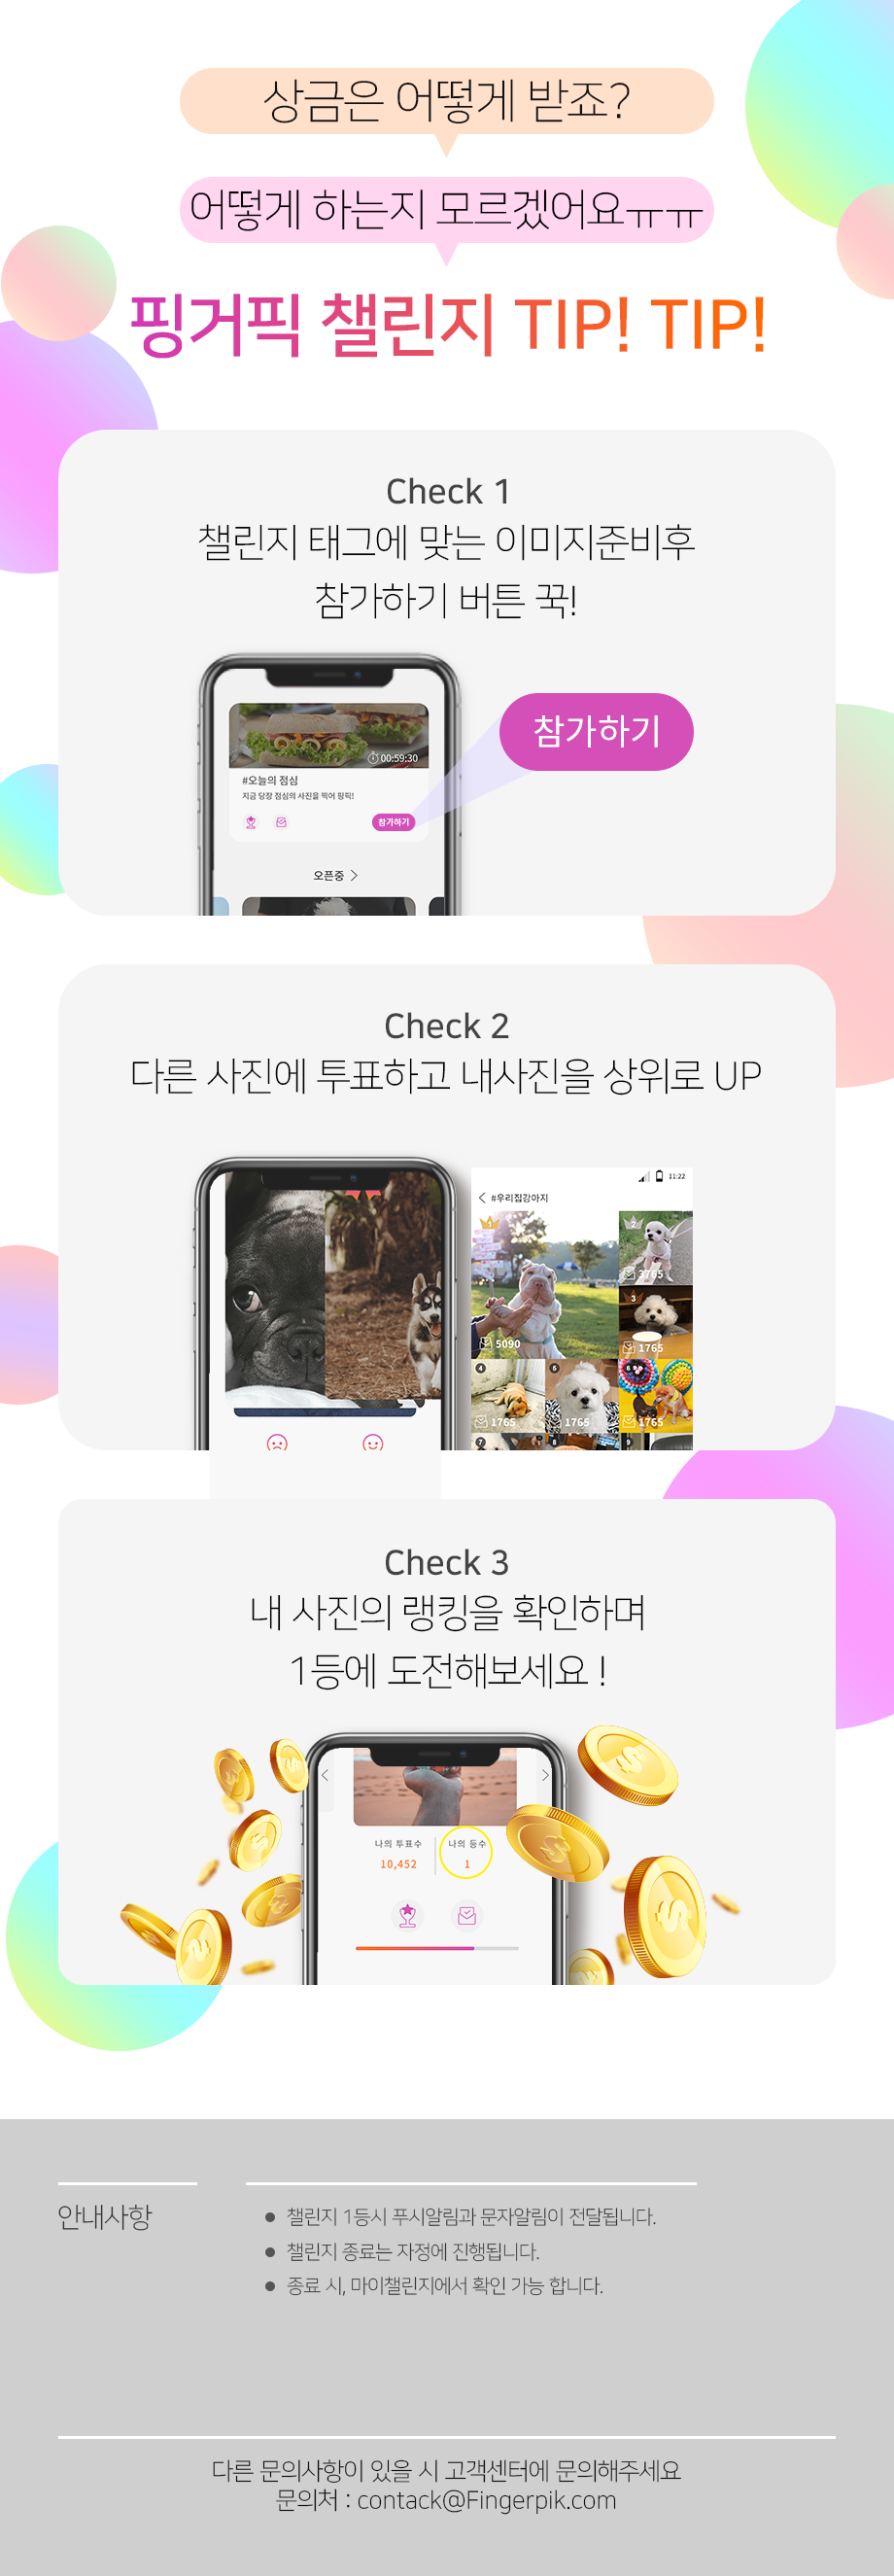 상금은 어떻게 받죠?
어떻게 하는지 모르겠어요ㅠㅠ
핑거픽 챌린지 TIP! TIP!
Check 1
챌린지 태그에 맞는 이미지준비후
참가하기 버튼 꾹!
참가하기
00:59:30
#오늘의 점심
지금 당장 점심의 사진을 찍어 핑픽!
참가하기
오픈중 >
Check 2
다른 사진에 투표하고 내사진을 상위로 UP
11:22
< #우리집강아지
1
2
3765
3
5090
1765
4
5
6
1765
1765
1765
7
8
9
Check 3
내 사진의 랭킹을 확인하며
1등에 도전해보세요 !
< >
나의 투표수
나의 등수
10,452
1
안내사항
● 챌린지 1등시 푸시알림과 문자알림이 전달됩니다.
● 챌린지 종료는 자정에 진행됩니다.
● 종료 시, 마이챌린지에서 확인 가능 합니다.
다른 문의사항이 있을 시 고객센터에 문의해주세요
문의처 : contack@Fingerpik.com